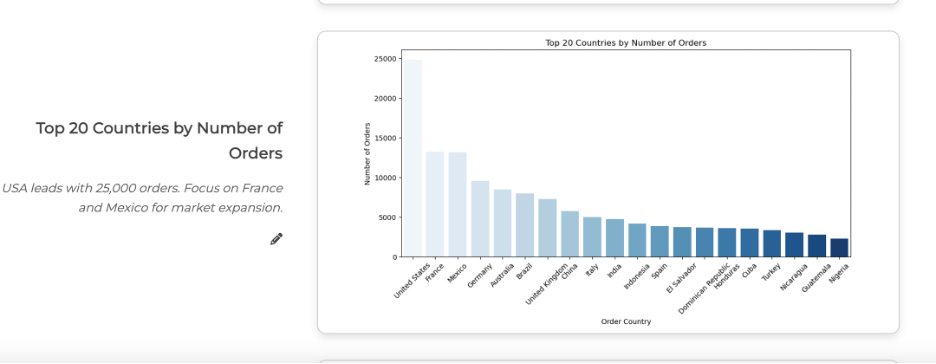 Top 20 Countries by Number of
Orders
USA leads with 25,000 orders. Focus on France
and Mexico for market expansion.
Top 20 Countries by Number of Orders
Number of Orders
25000
20000
15000
10000
5000
0
United States
France
Mexico
Germany
Australia
Brazil
United Kingdom
China
Italy
India
Indonesia
Spain
El Salvador
Dominican Republic
Honduras
Cuba
Turkey
Nicaragua
Guatemala
Nigeria
Order Country